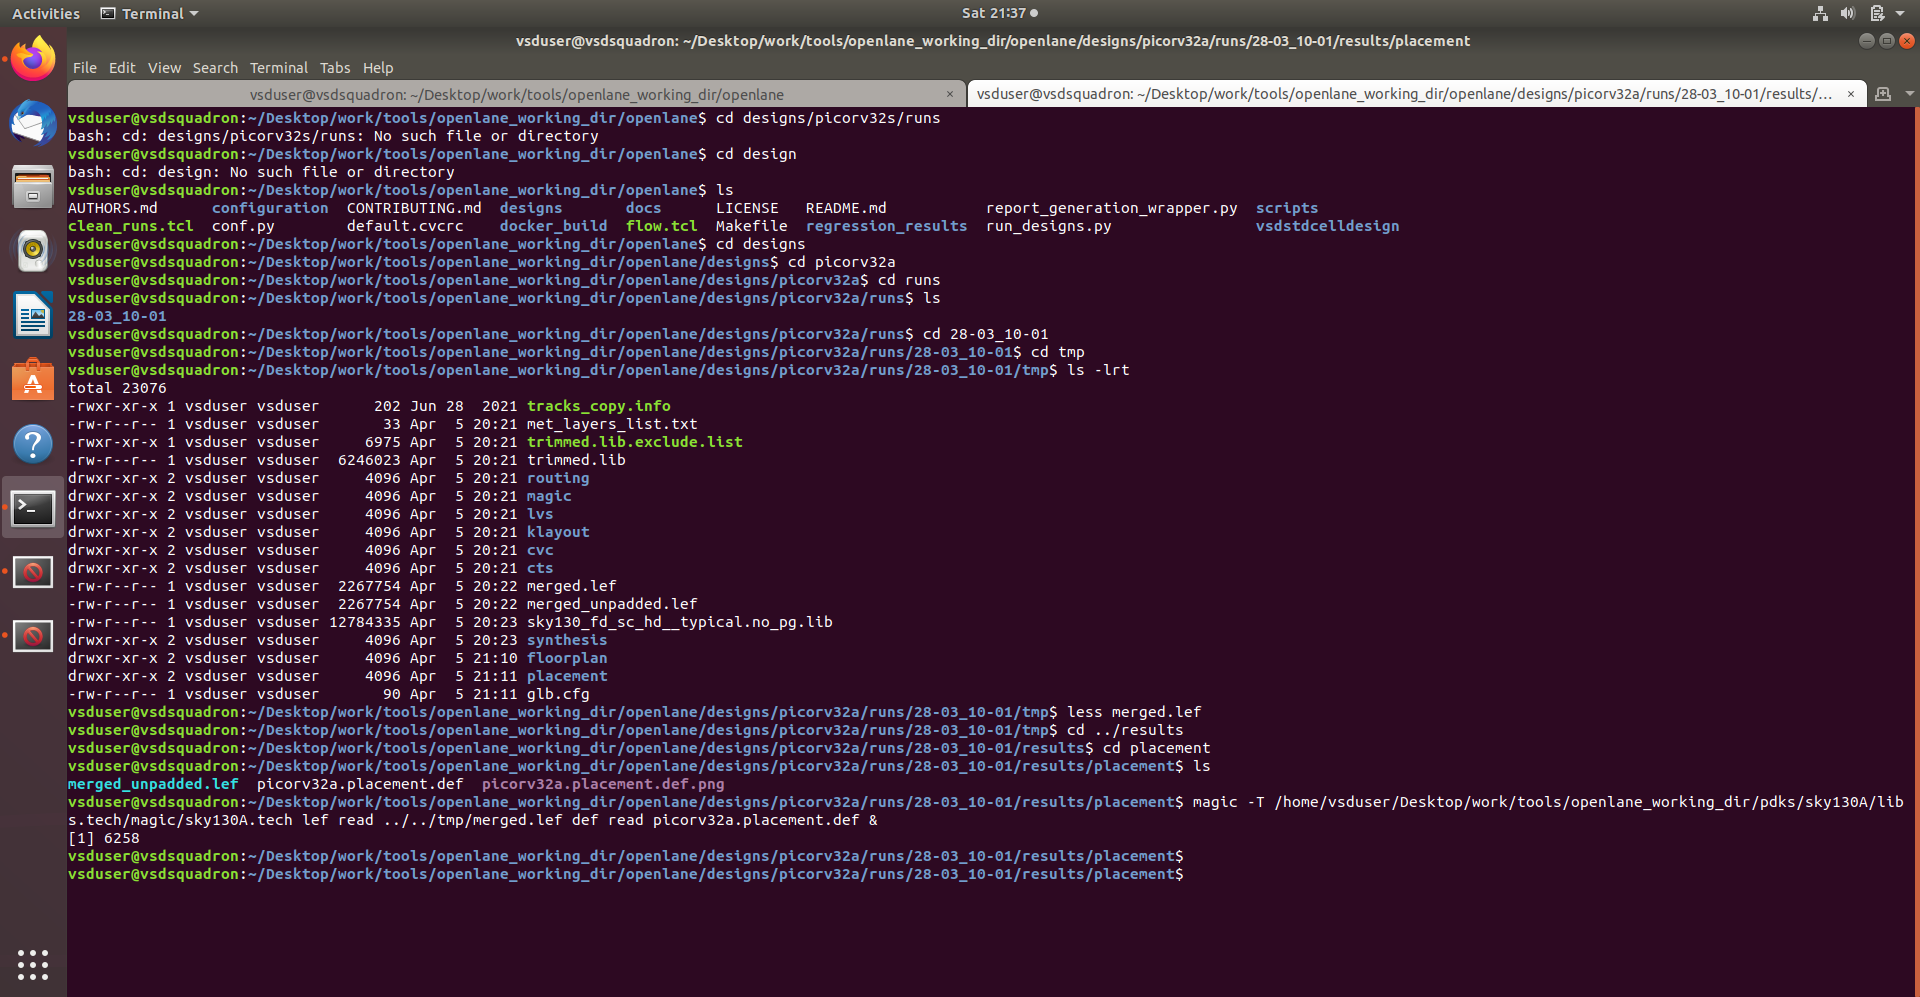 Activities
Terminal
Sat 21:37
vsduser@vsdsquadron: ~/Desktop/work/tools/openlane_working_dir/openlane/designs/picorv32a/runs/28-03_10-01/results/placement
File Edit View Search Terminal Tabs Help
vsduser@vsdsquadron: ~/Desktop/work/tools/openlane_working_dir/openlane
vsduser@vsdsquadron: ~/Desktop/work/tools/openlane_working_dir/openlane/designs/picorv32a/runs/28-03_10-01/results/…
vsduser@vsdsquadron:~/Desktop/work/tools/openlane_working_dir/openlane$ cd designs/picorv32s/runs
bash: cd: designs/picorv32s/runs: No such file or directory
vsduser@vsdsquadron:~/Desktop/work/tools/openlane_working_dir/openlane$ cd design
bash: cd: design: No such file or directory
vsduser@vsdsquadron:~/Desktop/work/tools/openlane_working_dir/openlane$ ls
AUTHORS.md configuration CONTRIBUTING.md designs docs LICENSE README.md report_generation_wrapper.py scripts
clean_runs.tcl conf.py default.cvcrc docker_build flow.tcl Makefile regression_results run_designs.py vsdstdcelldesign
vsduser@vsdsquadron:~/Desktop/work/tools/openlane_working_dir/openlane$ cd designs
vsduser@vsdsquadron:~/Desktop/work/tools/openlane_working_dir/openlane/designs$ cd picorv32a
vsduser@vsdsquadron:~/Desktop/work/tools/openlane_working_dir/openlane/designs/picorv32a$ cd runs
vsduser@vsdsquadron:~/Desktop/work/tools/openlane_working_dir/openlane/designs/picorv32a/runs$ ls
28-03_10-01
vsduser@vsdsquadron:~/Desktop/work/tools/openlane_working_dir/openlane/designs/picorv32a/runs$ cd 28-03_10-01
vsduser@vsdsquadron:~/Desktop/work/tools/openlane_working_dir/openlane/designs/picorv32a/runs/28-03_10-01$ cd tmp
vsduser@vsdsquadron:~/Desktop/work/tools/openlane_working_dir/openlane/designs/picorv32a/runs/28-03_10-01/tmp$ ls -lrt
total 23076
-rwxr-xr-x 1 vsduser vsduser 202 Jun 28 2021 tracks_copy.info
-rw-r--r-- 1 vsduser vsduser 33 Apr 5 20:21 met_layers_list.txt
-rwxr-xr-x 1 vsduser vsduser 6975 Apr 5 20:21 trimmed.lib.exclude.list
-rw-r--r-- 1 vsduser vsduser 6246023 Apr 5 20:21 trimmed.lib
drwxr-xr-x 2 vsduser vsduser 4096 Apr 5 20:21 routing
drwxr-xr-x 2 vsduser vsduser 4096 Apr 5 20:21 magic
drwxr-xr-x 2 vsduser vsduser 4096 Apr 5 20:21 lvs
drwxr-xr-x 2 vsduser vsduser 4096 Apr 5 20:21 klayout
drwxr-xr-x 2 vsduser vsduser 4096 Apr 5 20:21 cvc
drwxr-xr-x 2 vsduser vsduser 4096 Apr 5 20:21 cts
-rw-r--r-- 1 vsduser vsduser 2267754 Apr 5 20:22 merged.lef
-rw-r--r-- 1 vsduser vsduser 2267754 Apr 5 20:22 merged_unpadded.lef
-rw-r--r-- 1 vsduser vsduser 12784335 Apr 5 20:23 sky130_fd_sc_hd__typical.no_pg.lib
drwxr-xr-x 2 vsduser vsduser 4096 Apr 5 20:23 synthesis
drwxr-xr-x 2 vsduser vsduser 4096 Apr 5 21:10 floorplan
drwxr-xr-x 2 vsduser vsduser 4096 Apr 5 21:11 placement
-rw-r--r-- 1 vsduser vsduser 90 Apr 5 21:11 glb.cfg
vsduser@vsdsquadron:~/Desktop/work/tools/openlane_working_dir/openlane/designs/picorv32a/runs/28-03_10-01/tmp$ less merged.lef
vsduser@vsdsquadron:~/Desktop/work/tools/openlane_working_dir/openlane/designs/picorv32a/runs/28-03_10-01/tmp$ cd ../results
vsduser@vsdsquadron:~/Desktop/work/tools/openlane_working_dir/openlane/designs/picorv32a/runs/28-03_10-01/results$ cd placement
vsduser@vsdsquadron:~/Desktop/work/tools/openlane_working_dir/openlane/designs/picorv32a/runs/28-03_10-01/results/placement$ ls
merged_unpadded.lef picorv32a.placement.def picorv32a.placement.def.png
vsduser@vsdsquadron:~/Desktop/work/tools/openlane_working_dir/openlane/designs/picorv32a/runs/28-03_10-01/results/placement$ magic -T /home/vsduser/Desktop/work/tools/openlane_working_dir/pdks/sky130A/lib
s.tech/magic/sky130A.tech lef read ../../tmp/merged.lef def read picorv32a.placement.def &
[1] 6258
vsduser@vsdsquadron:~/Desktop/work/tools/openlane_working_dir/openlane/designs/picorv32a/runs/28-03_10-01/results/placement$
vsduser@vsdsquadron:~/Desktop/work/tools/openlane_working_dir/openlane/designs/picorv32a/runs/28-03_10-01/results/placement$